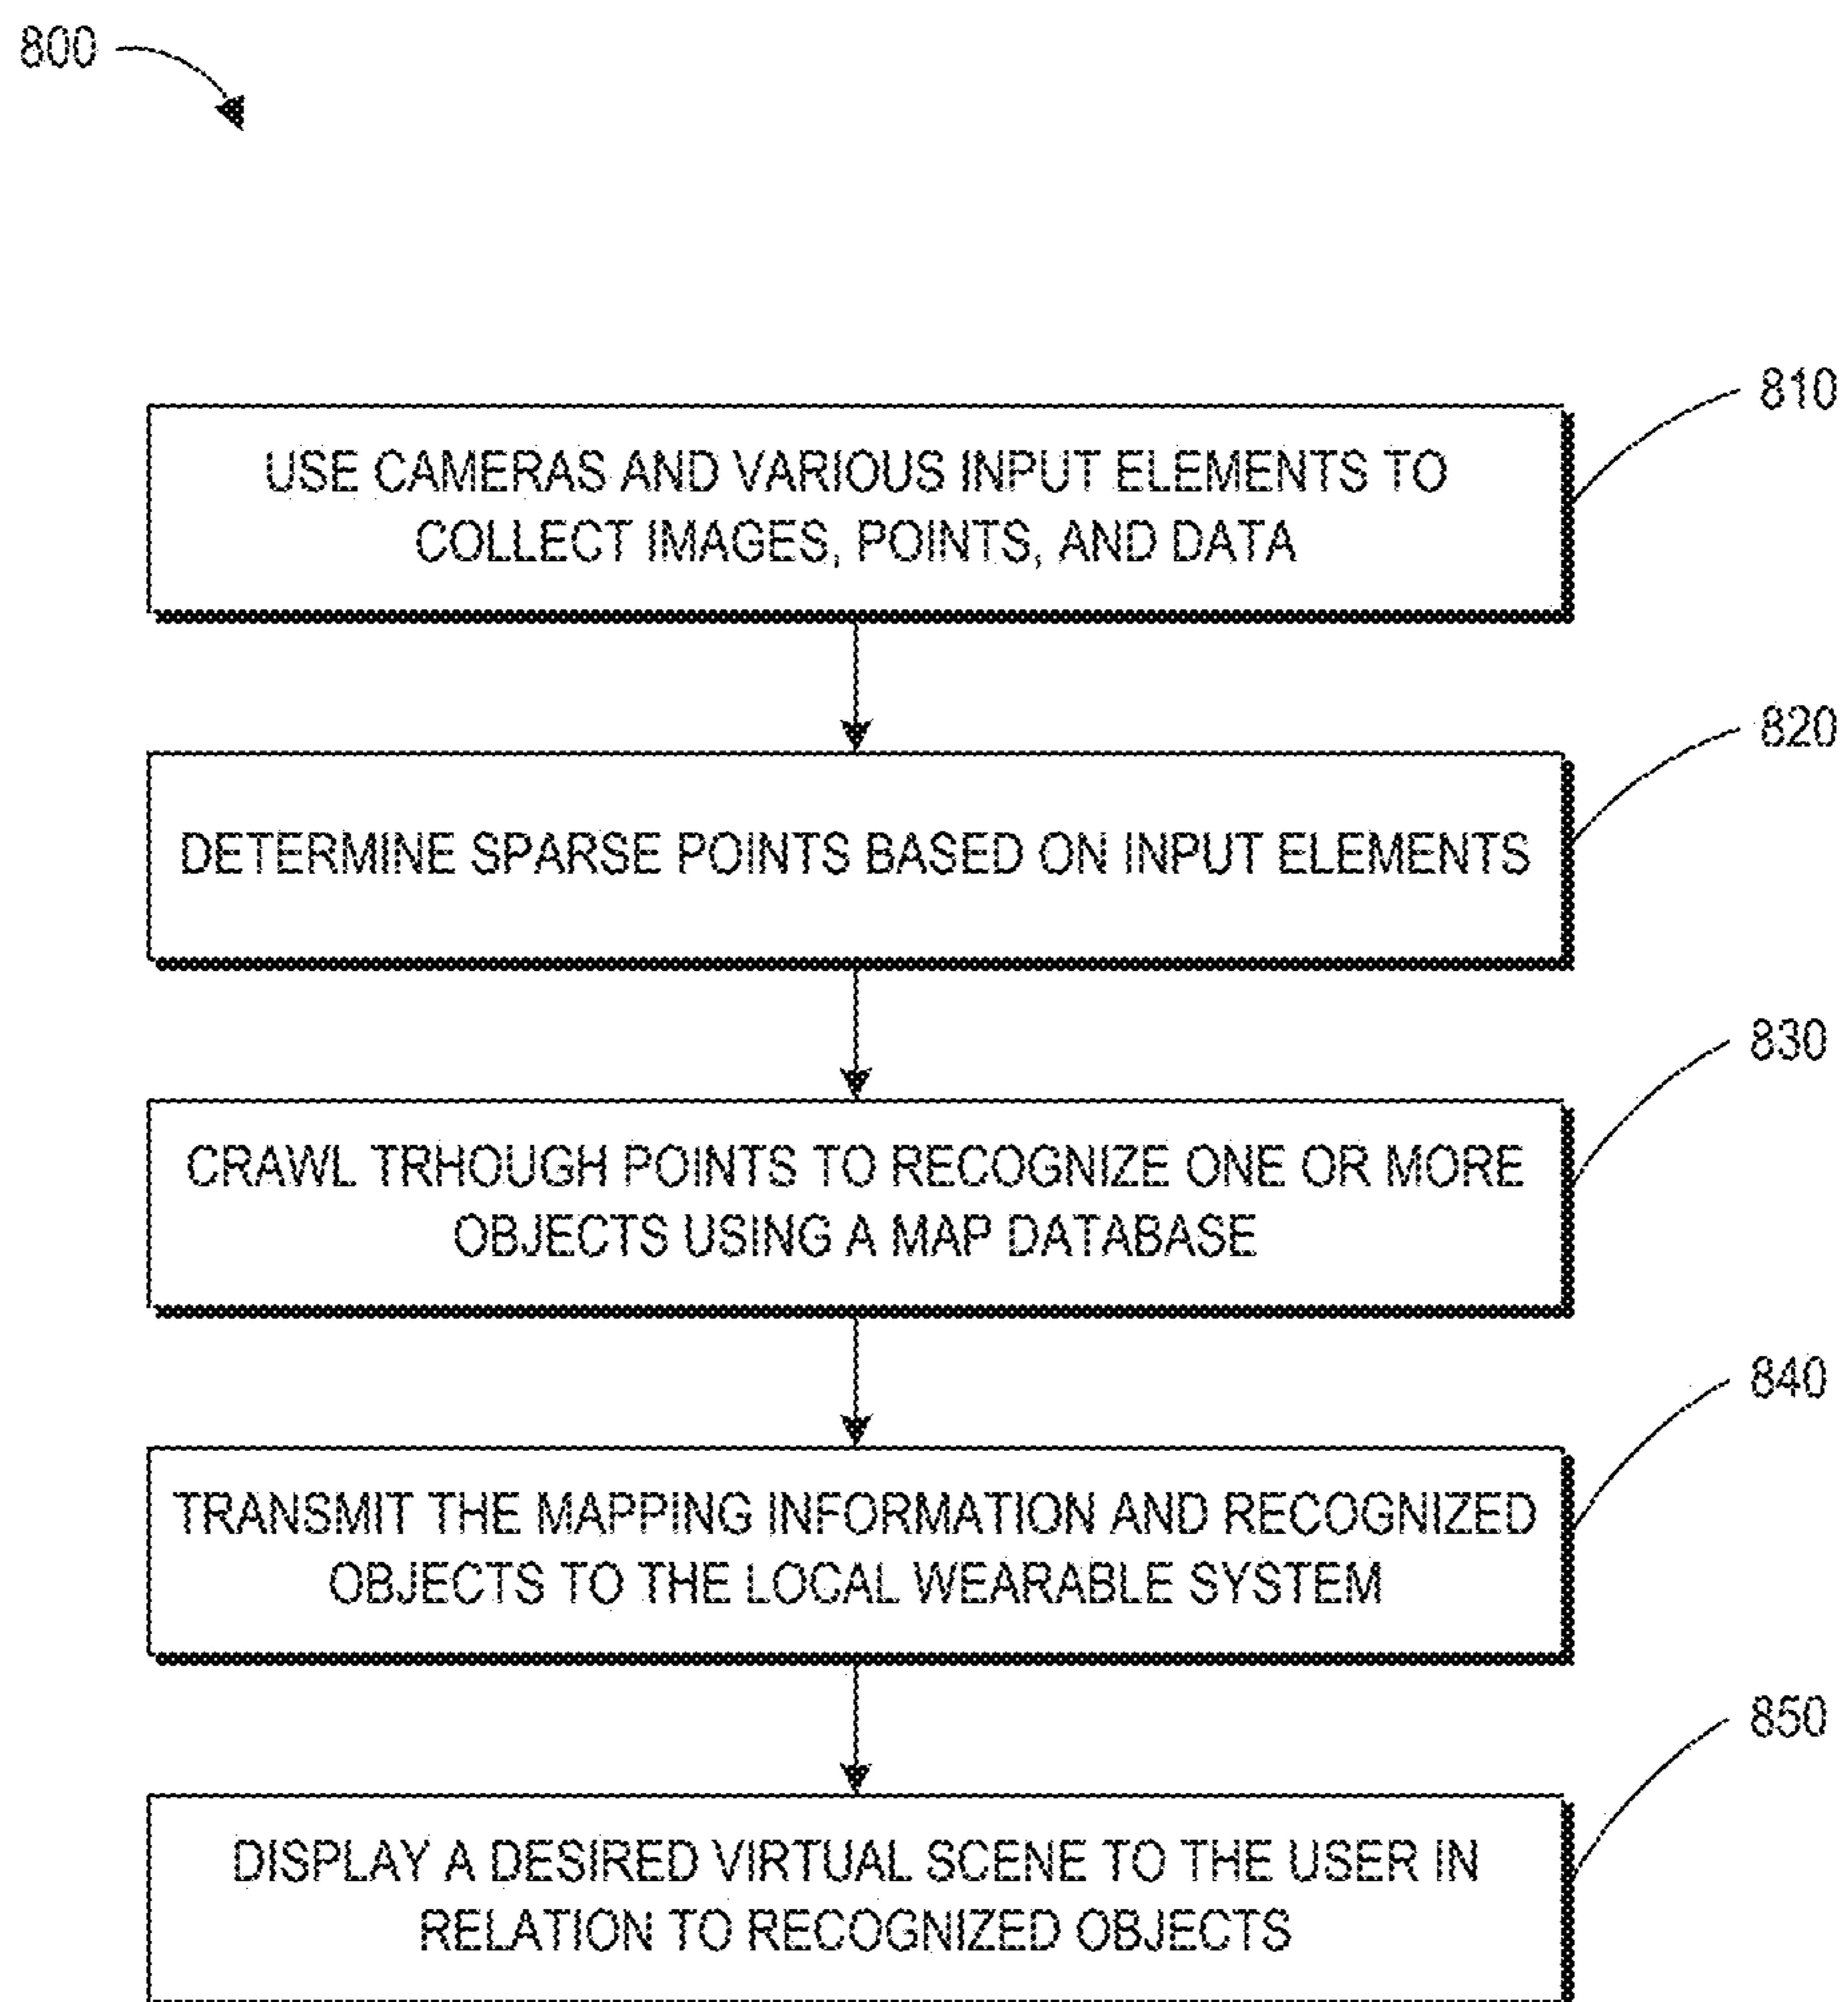 800
810
USE CAMERAS AND VARIOUS INPUT ELEMENTS TO
COLLECT IMAGES, POINTS, AND DATA
820
DETERMINE SPARSE POINTS BASED ON INPUT ELEMENTS
830
CRAWL TRHOUGH POINTS TO RECOGNIZE ONE OR MORE
OBJECTS USING A MAP DATABASE
840
TRANSMIT THE MAPPING INFORMATION AND RECOGNIZED
OBJECTS TO THE LOCAL WEARABLE SYSTEM
850
DISPLAY A DESIRED VIRTUAL SCENE TO THE USER IN
RELATION TO RECOGNIZED OBJECTS